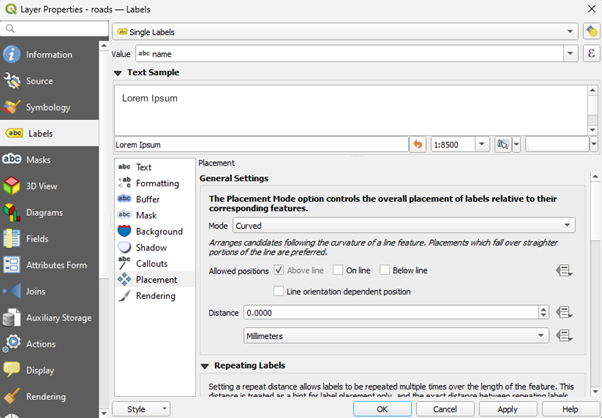 Layer Properties - roads — Labels
Single Labels
Information
Value abc name
Source
Text Sample
Symbology
Lorem Ipsum
abc Labels
abc Masks
Lorem Ipsum
1:8500
3D View
abc Text
Placement
Diagrams
+ab
< c Formatting
General Settings
Fields
abc Buffer
The Placement Mode option controls the overall placement of labels relative to their
corresponding features.
abc Mask
Attributes Form
Background
Mode Curved
Joins
Shadow
Arranges candidates following the curvature of a line feature. Placements which fall over straighter
portions of the line are preferred.
abc Callouts
Auxiliary Storage
Placement
Allowed positions Above line On line Below line
Rendering
Line orientation dependent position
Actions
Distance 0.0000
Display
Millimeters
Rendering
Repeating Labels
Setting a repeat distance allows labels to be repeated multiple times over the length of the feature. This
distance is treated as a hint for label placement only, and the exact distance between repeating labels
Style
OK
Cancel
Apply
Help